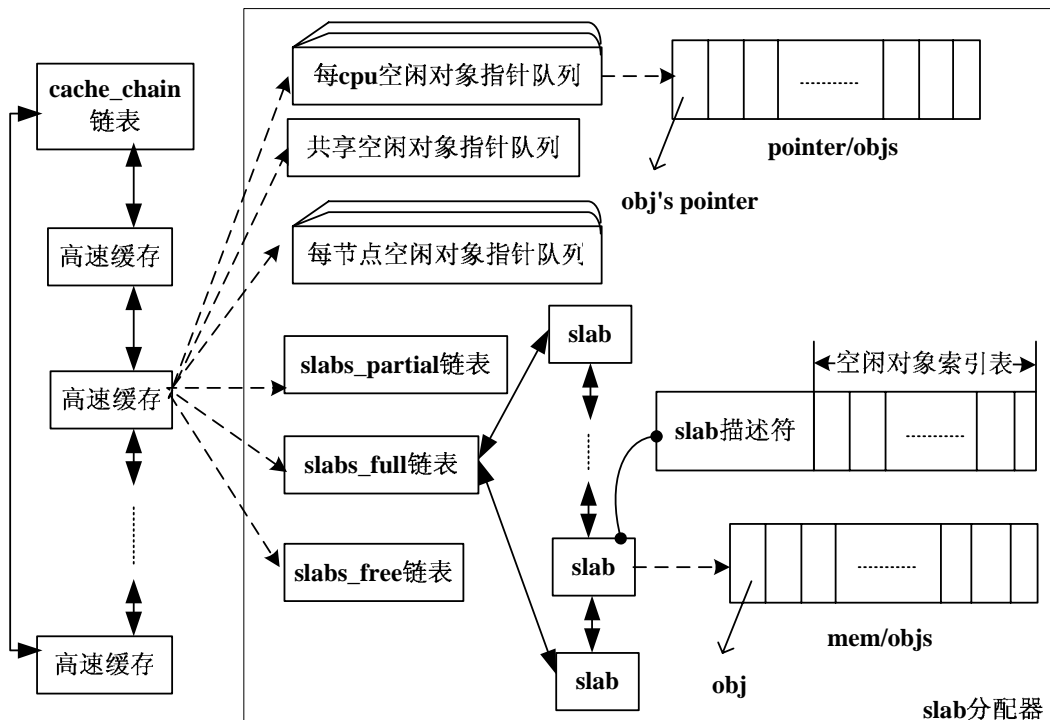 cache_chain
链表
高速缓存
高速缓存
高速缓存
每cpu空闲对象指针队列
共享空闲对象指针队列
每节点空闲对象指针队列
pointer/objs
obj's pointer
slabs_partial链表
slabs_full链表
slabs_free链表
slab
slab
slab
空闲对象索引表
slab描述符
mem/objs
obj
slab分配器